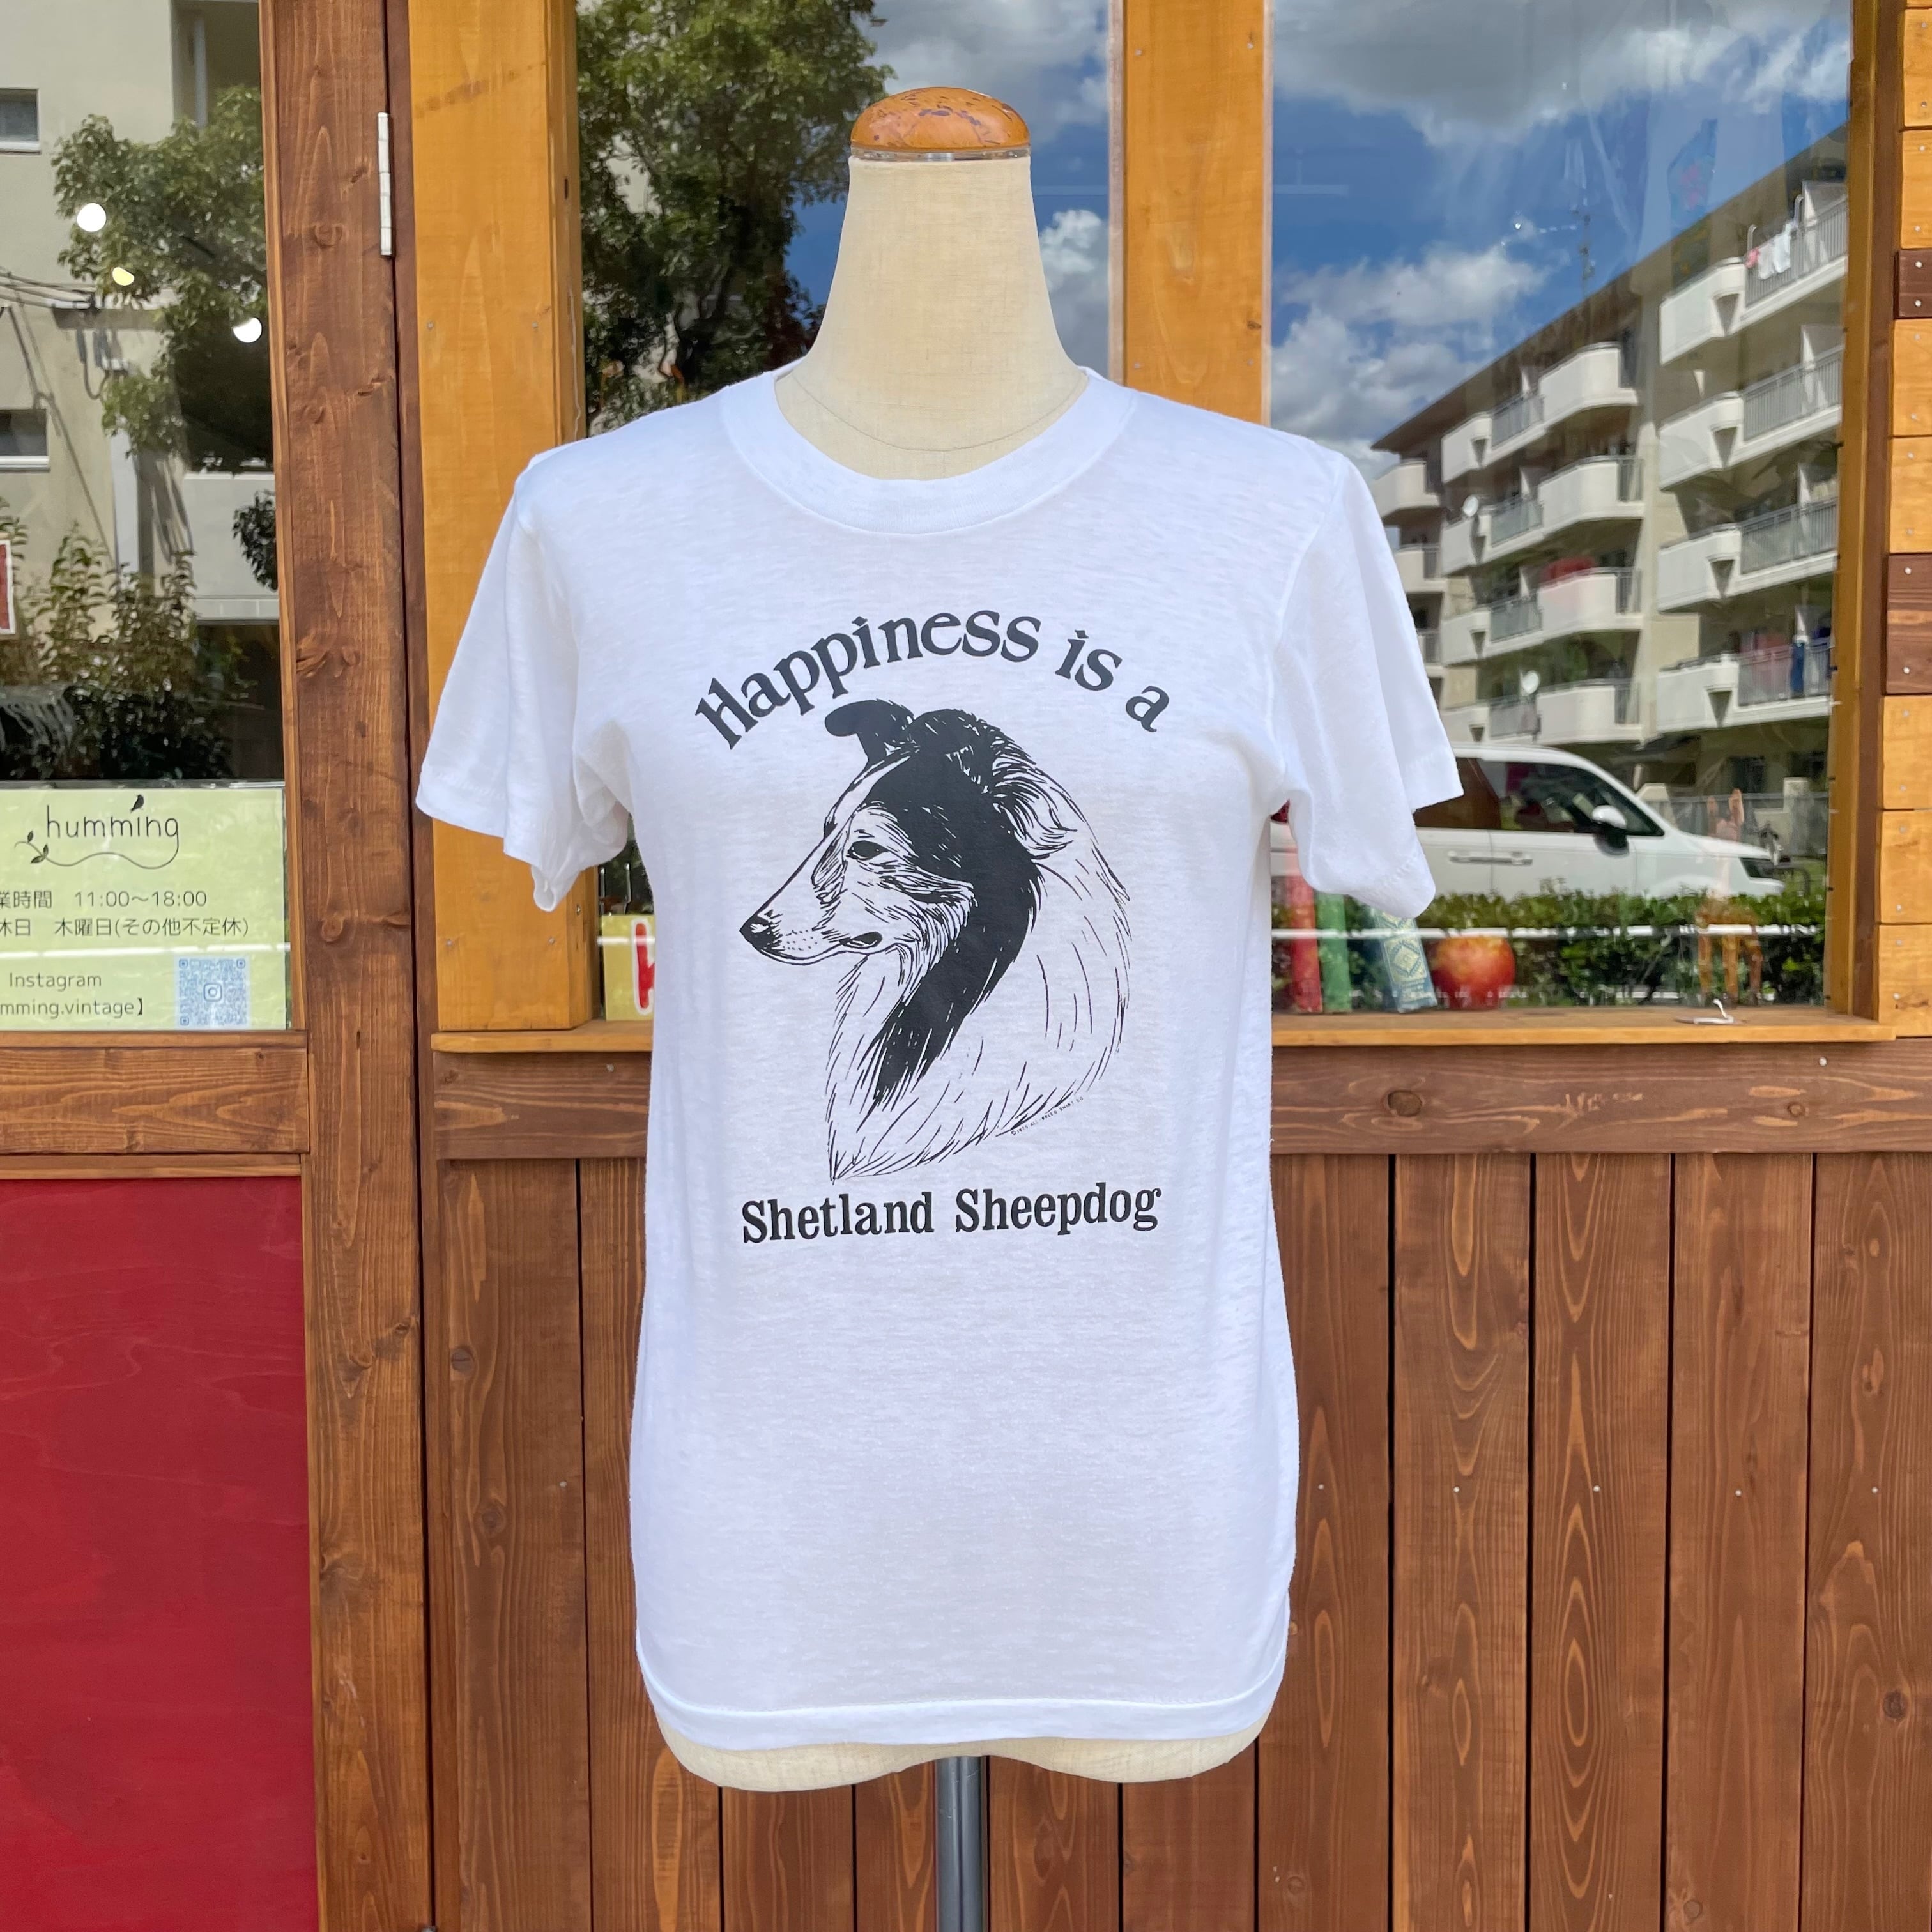 Happiness is a
Shetland Sheepdog
humming
業時間 11:00〜18:00
休日 木曜日(その他不定休)
Instagram
mming.vintage】